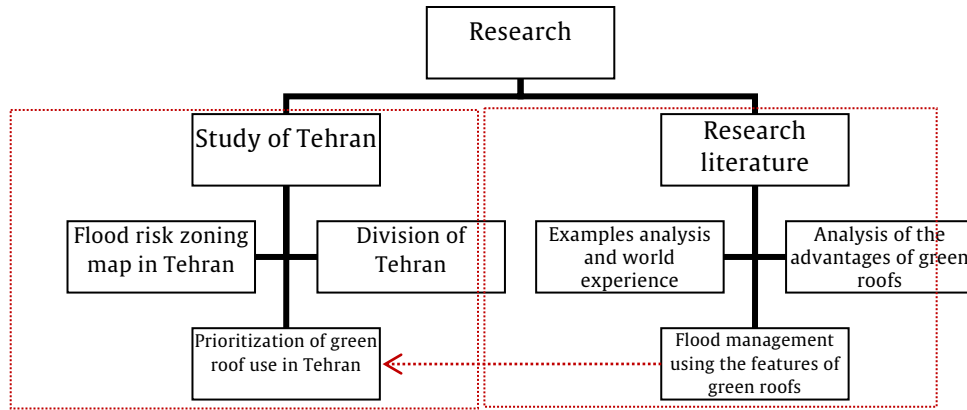 Research
Study of Tehran
Research
literature
Flood risk zoning
map in Tehran
Division of
Tehran
Examples analysis
and world
experience
Analysis of the
advantages of green
roofs
Prioritization of green
roof use in Tehran
Flood management
using the features of
green roofs